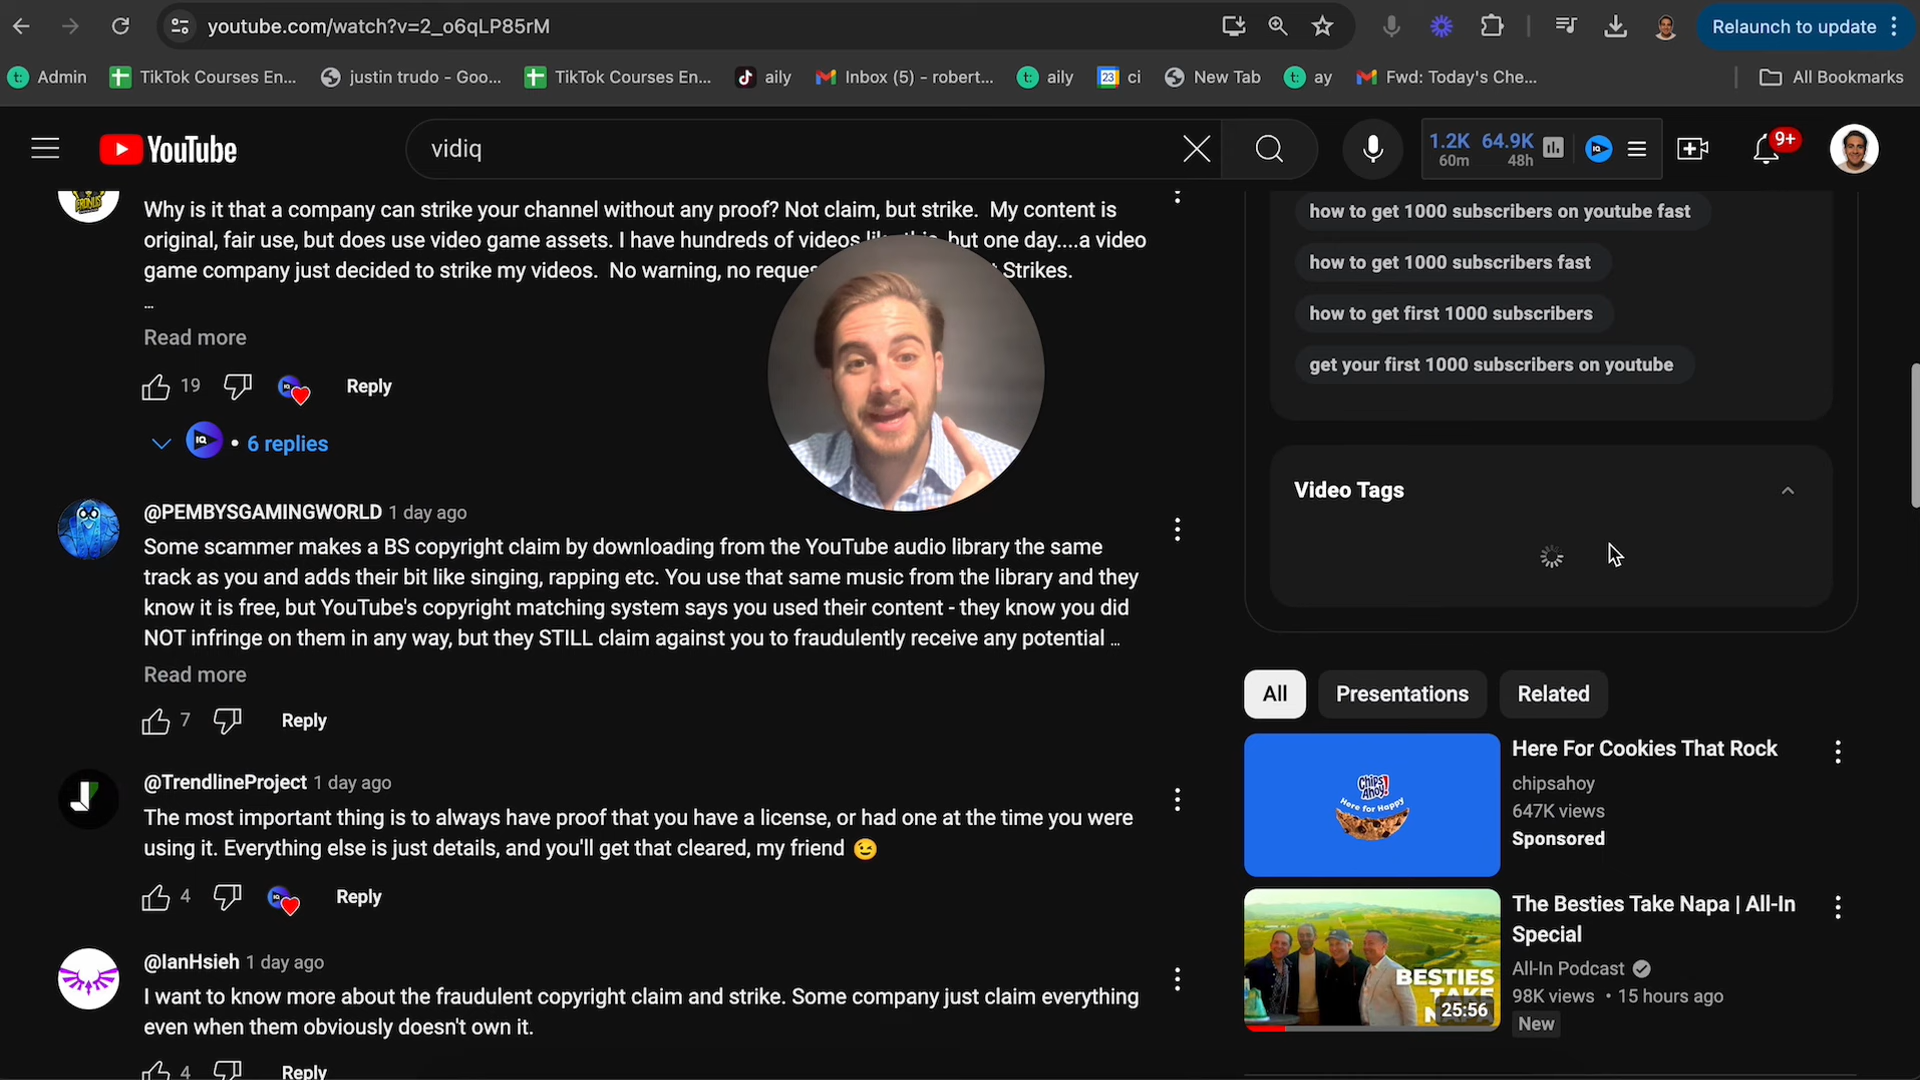 youtube.com/watch?v=2_o6qLP85rM
Relaunch to update
Admin
TikTok Courses En...
justin trudo - Goo...
TikTok Courses En...
aily
Inbox (5) - robert...
aily
ci
New Tab
ay
Fwd: Today's Che...
All Bookmarks
YouTube
vidiq
1.2K
60m
64.9K
48h
9+
Why is it that a company can strike your channel without any proof? Not claim, but strike. My content is
original, fair use, but does use video game assets. I have hundreds of videos but one day....a video
game company just decided to strike my videos. No warning, no Strikes.
...
Read more
19
Reply
6 replies
@PEMBYSGAMINGWORLD 1 day ago
Some scammer makes a BS copyright claim by downloading from the YouTube audio library the same
track as you and adds their bit like singing, rapping etc. You use that same music from the library and they
know it is free, but YouTube's copyright matching system says you used their content - they know you did
NOT infringe on them in any way, but they STILL claim against you to fraudulently receive any potential ...
Read more
7
Reply
@TrendlineProject 1 day ago
The most important thing is to always have proof that you have a license, or had one at the time you were
using it. Everything else is just details, and you'll get that cleared, my friend 😉
4
Reply
@IanHsieh 1 day ago
I want to know more about the fraudulent copyright claim and strike. Some company just claim everything
even when them obviously doesn't own it.
4
Reply
how to get 1000 subscribers on youtube fast
how to get 1000 subscribers fast
how to get first 1000 subscribers
get your first 1000 subscribers on youtube
Video Tags
All
Presentations
Related
Chips Ahoy!
Here for Happy
Here For Cookies That Rock
chipsahoy
647K views
Sponsored
BESTIES
TAKE
25:56
The Besties Take Napa | All-In
Special
All-In Podcast
98K views • 15 hours ago
New